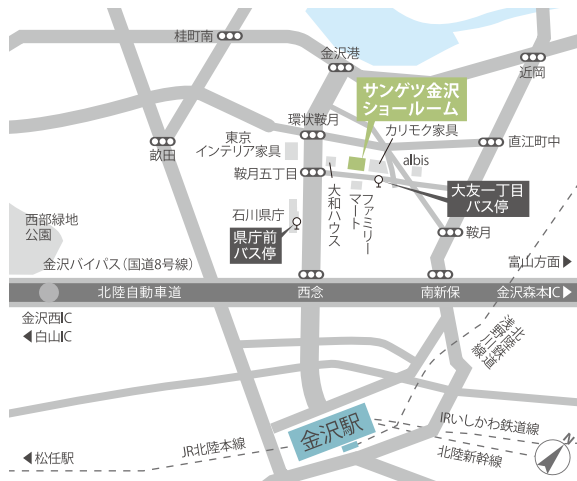 桂町南
金沢港
近岡
サンゲツ金沢
ショールーム
環状鞍月
カリモク家具
直江町中
東京
インテリア家具
albis
畝田
鞍月五丁目
大和ハウス
ファミリー
マート
大友一丁目
バス停
石川県庁
県庁前
バス停
西部緑地
公園
鞍月
金沢バイパス(国道8号線)
富山方面▶
北陸自動車道
西念
南新保
金沢森本IC▶
金沢西IC
◀白山IC
北陸鉄道
浅野川線
金沢駅
IRいしかわ鉄道線
JR北陸本線
北陸新幹線
◀松任駅
N